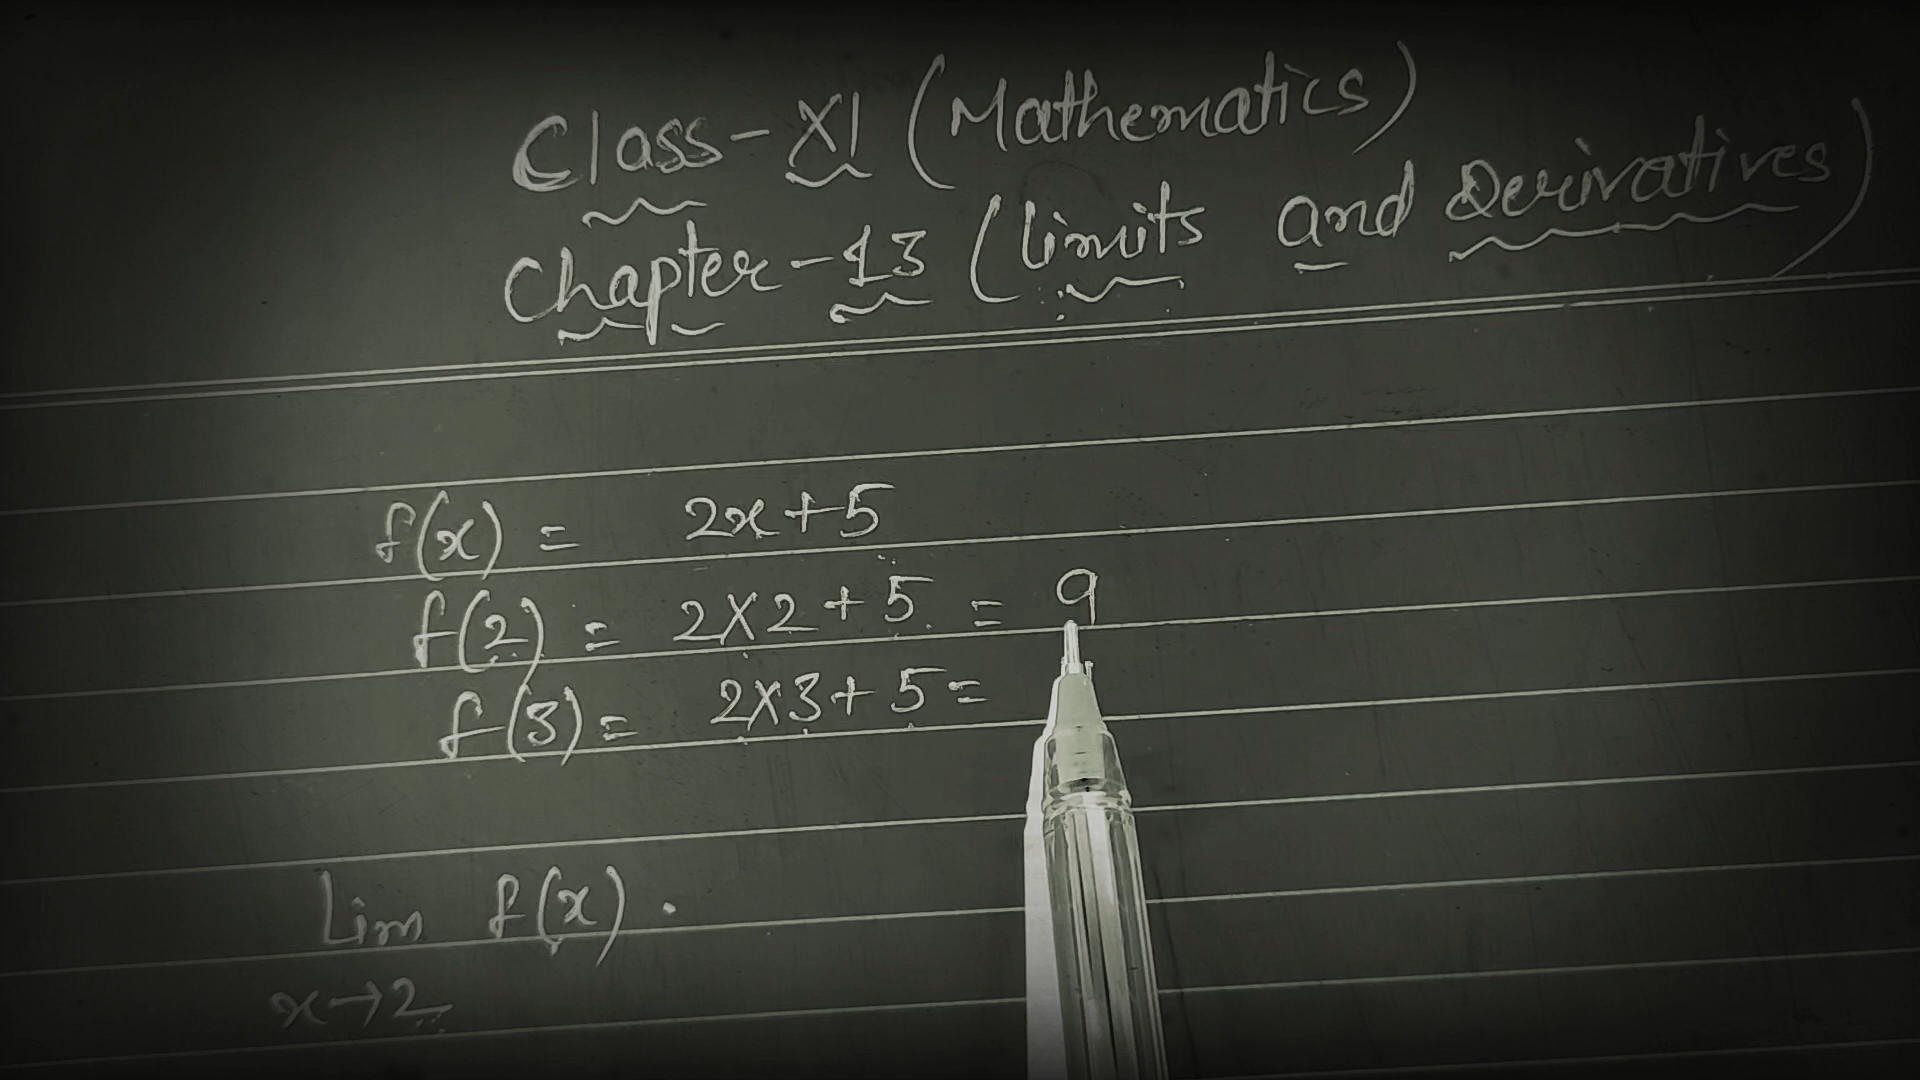 Class-XI (Mathematics)
Chapter-13 (limits and Derivatives)
f(x) = 2x+5
f(2) = 2X2+5 = 9
f(3) = 2X3+5=
Lim f(x).
x→2